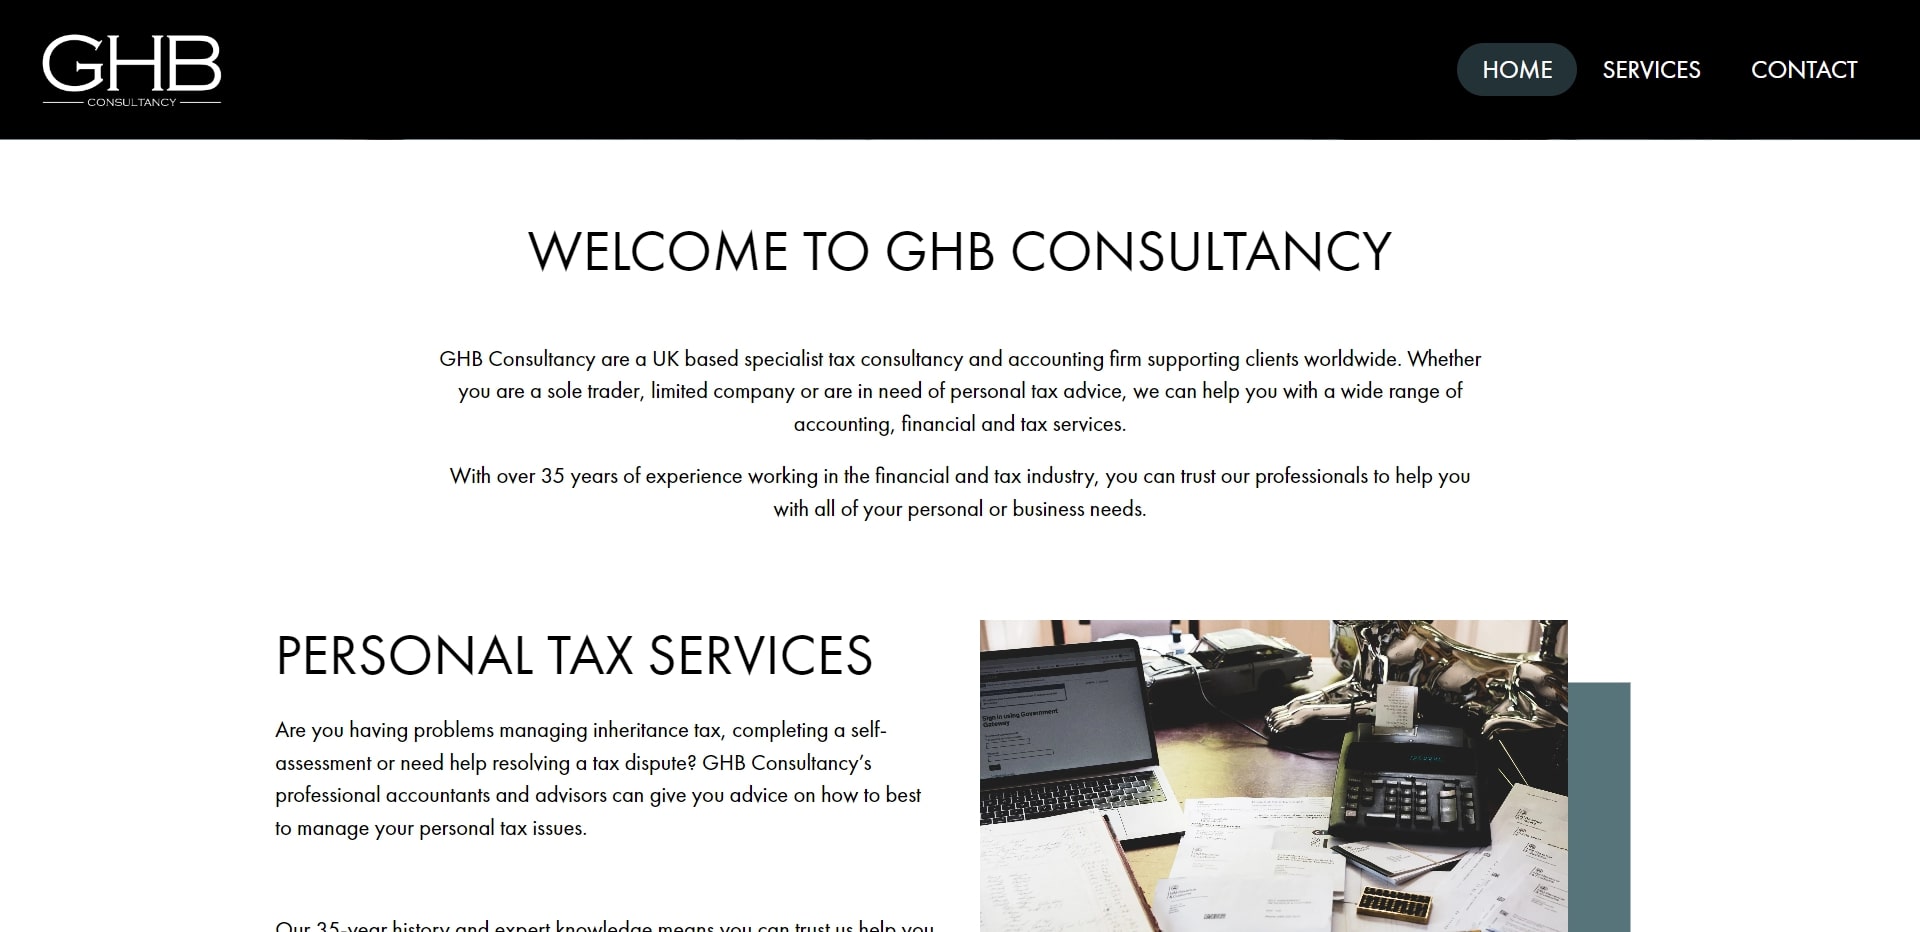 GHB
CONSULTANCY
HOME SERVICES CONTACT
WELCOME TO GHB CONSULTANCY
GHB Consultancy are a UK based specialist tax consultancy and accounting firm supporting clients worldwide. Whether
you are a sole trader, limited company or are in need of personal tax advice, we can help you with a wide range of
accounting, financial and tax services.
With over 35 years of experience working in the financial and tax industry, you can trust our professionals to help you
with all of your personal or business needs.
PERSONAL TAX SERVICES
Are you having problems managing inheritance tax, completing a self-
assessment or need help resolving a tax dispute? GHB Consultancy’s
professional accountants and advisors can give you advice on how to best
to manage your personal tax issues.
Our 35-year history and expert knowledge means you can trust us help you
Sign in using Government
Gateway